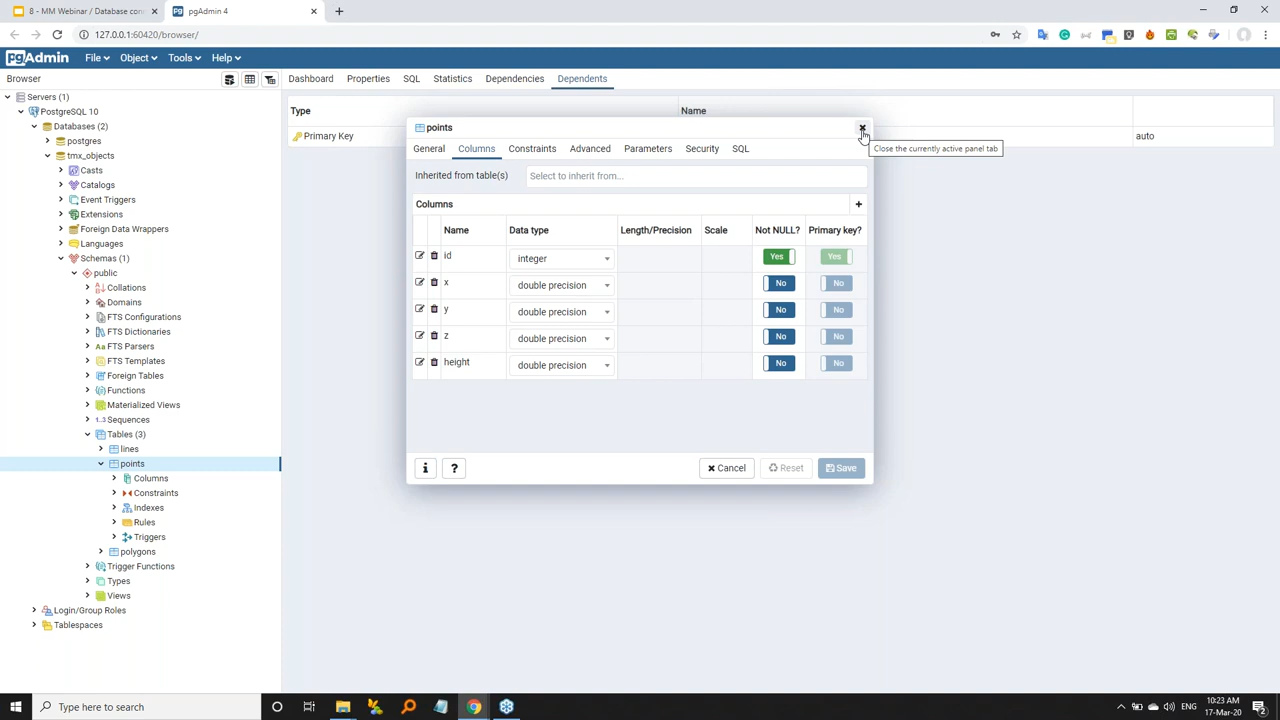 8 - MM Webinar / Database con
pgAdmin 4
127.0.0.1:60420/browser/
pgAdmin File Object Tools Help
Browser
Dashboard Properties SQL Statistics Dependencies Dependents
Servers (1)
PostgreSQL 10
Databases (2)
postgres
tmx_objects
Casts
Catalogs
Event Triggers
Extensions
Foreign Data Wrappers
Languages
Schemas (1)
public
Collations
Domains
FTS Configurations
FTS Dictionaries
Aa FTS Parsers
FTS Templates
Foreign Tables
Functions
Materialized Views
1..3 Sequences
Tables (3)
lines
points
Columns
Constraints
Indexes
Rules
Triggers
polygons
Trigger Functions
Types
Views
Login/Group Roles
Tablespaces
Type Name
Primary Key auto
points
Close the currently active panel tab
General Columns Constraints Advanced Parameters Security SQL
Inherited from table(s) Select to inherit from...
Columns
Name Data type Length/Precision Scale Not NULL? Primary key?
id integer Yes Yes
x double precision No No
y double precision No No
z double precision No No
height double precision No No
i ? Cancel Reset Save
Type here to search
ENG
10:23 AM
17-Mar-20
2